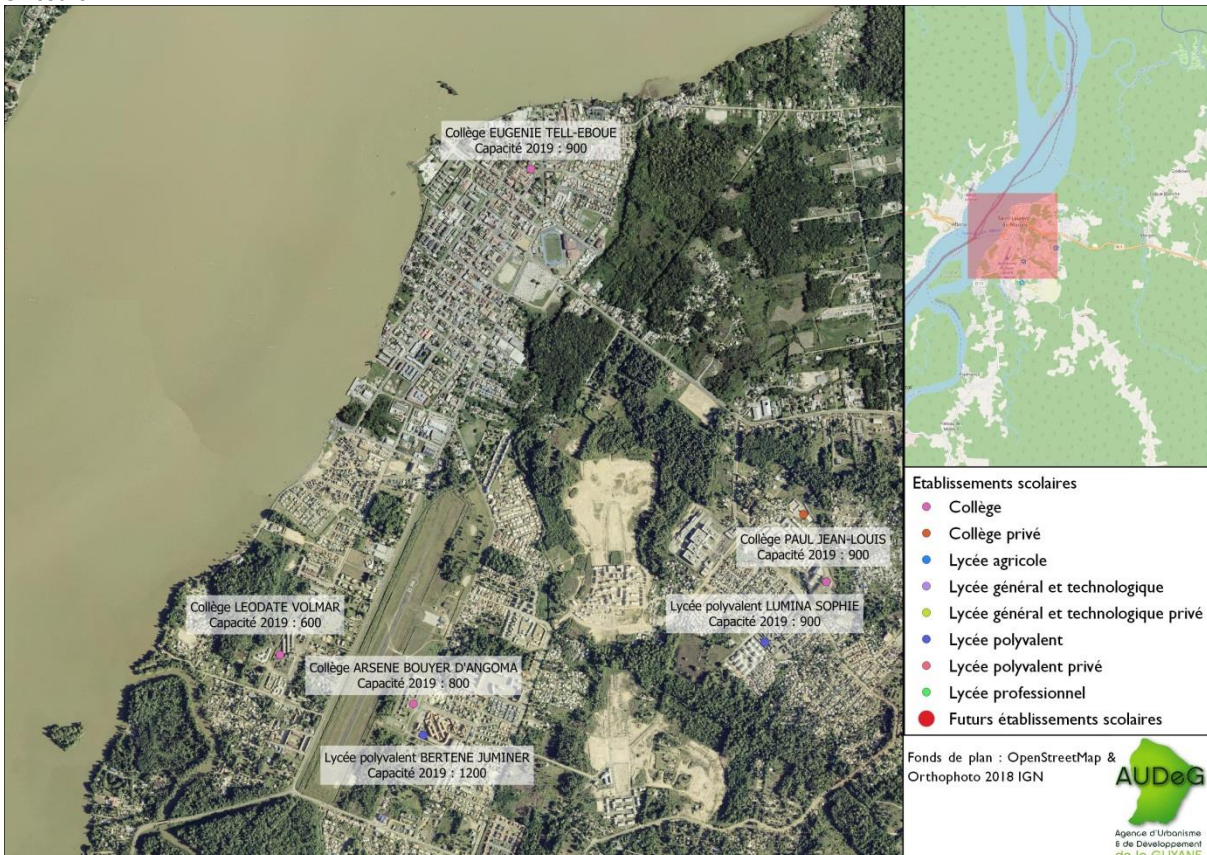 Collège EUGENIE TELL-EBOUE
Capacité 2019 : 900
Collège PAUL JEAN-LOUIS
Capacité 2019 : 900
Collège LEODATE VOLMAR
Capacité 2019 : 600
Lycée polyvalent LUMINA SOPHIE
Capacité 2019 : 900
Collège ARSENE BOUYER D'ANGOMA
Capacité 2019 : 800
Lycée polyvalent BERTENE JUMINER
Capacité 2019 : 1200
Etablissements scolaires
Collège
Collège privé
Lycée agricole
Lycée général et technologique
Lycée général et technologique privé
Lycée polyvalent
Lycée polyvalent privé
Lycée professionnel
Futurs établissements scolaires
Fonds de plan : OpenStreetMap &
Orthophoto 2018 IGN
AUDeG
Agence d'Urbanisme
& de Développement
de la GUYANE